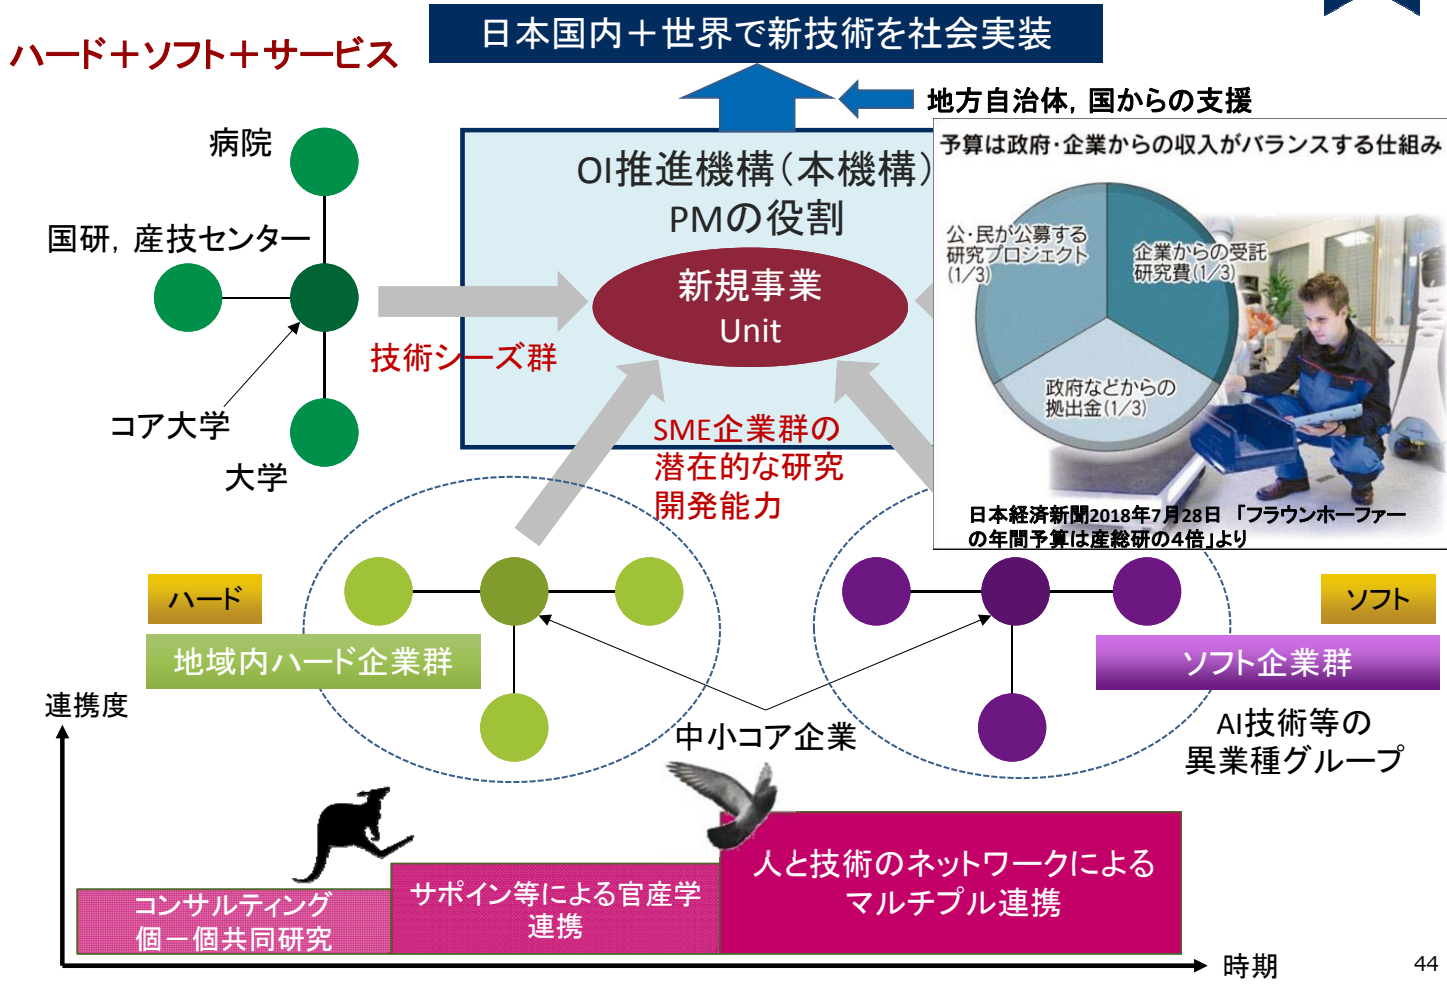 日本国内＋世界で新技術を社会実装
ハード＋ソフト＋サービス
地方自治体，国からの支援
病院
国研，産技センター
コア大学
大学
技術シーズ群
OI推進機構（本機構）
PMの役割
新規事業
Unit
SME企業群の
潜在的な研究
開発能力
予算は政府・企業からの収入がバランスする仕組み
公・民が公募する
研究プロジェクト
(1/3)
企業からの受託
研究費(1/3)
政府などからの
拠出金(1/3)
日本経済新聞2018年7月28日 「フラウンホーファー
の年間予算は産総研の4倍」より
ハード
地域内ハード企業群
ソフト
ソフト企業群
AI技術等の
異業種グループ
中小コア企業
連携度
コンサルティング
個－個共同研究
サポイン等による官産学
連携
人と技術のネットワークによる
マルチプル連携
時期
44